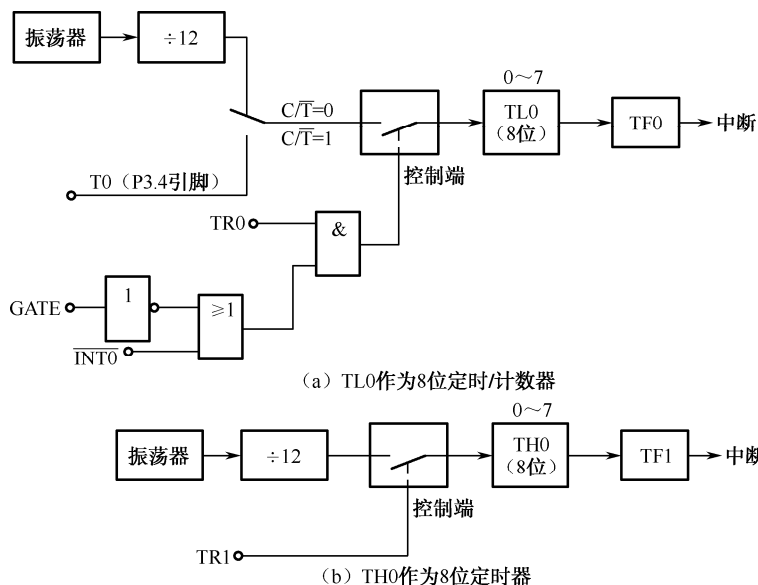 振荡器
÷12
C/T̅=0
C/T̅=1
T0（P3.4引脚）
0～7
TL0
（8位）
TF0
中断
控制端
TR0
&
GATE
1
≥1
I̅N̅T̅0̅
（a）TL0作为8位定时/计数器
振荡器
÷12
0～7
TH0
（8位）
TF1
中断
控制端
TR1
（b）TH0作为8位定时器